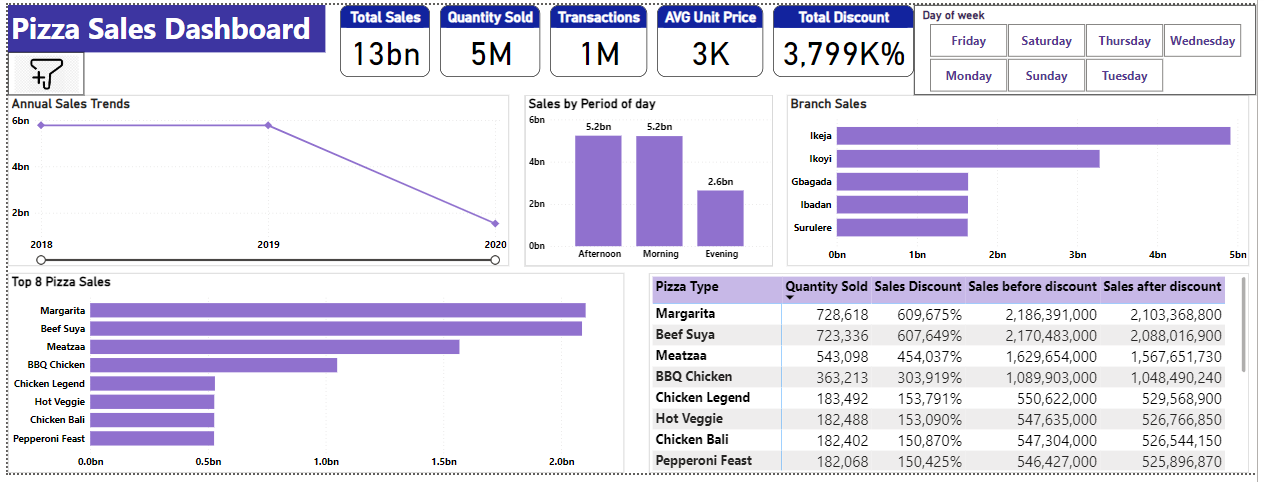 Pizza Sales Dashboard
Total Sales
13bn
Quantity Sold
5M
Transactions
1M
AVG Unit Price
3K
Total Discount
3,799K%
Day of week
Friday Saturday Thursday Wednesday
Monday Sunday Tuesday
Annual Sales Trends
6bn
4bn
2bn
2018 2019 2020
Sales by Period of day
6bn
4bn
2bn
0bn
5.2bn 5.2bn 2.6bn
Afternoon Morning Evening
Branch Sales
Ikeja
Ikoyi
Gbagada
Ibadan
Surulere
0bn 1bn 2bn 3bn 4bn 5bn
Top 8 Pizza Sales
Margarita
Beef Suya
Meatzaa
BBQ Chicken
Chicken Legend
Hot Veggie
Chicken Bali
Pepperoni Feast
0.0bn 0.5bn 1.0bn 1.5bn 2.0bn
Pizza Type Quantity Sold Sales Discount Sales before discount Sales after discount
Margarita 728,618 609,675% 2,186,391,000 2,103,368,800
Beef Suya 723,336 607,649% 2,170,483,000 2,088,016,900
Meatzaa 543,098 454,037% 1,629,654,000 1,567,651,730
BBQ Chicken 363,213 303,919% 1,089,903,000 1,048,490,240
Chicken Legend 183,492 153,791% 550,622,000 529,568,900
Hot Veggie 182,488 153,090% 547,635,000 526,766,850
Chicken Bali 182,402 150,870% 547,304,000 526,544,150
Pepperoni Feast 182,068 150,425% 546,427,000 525,896,870